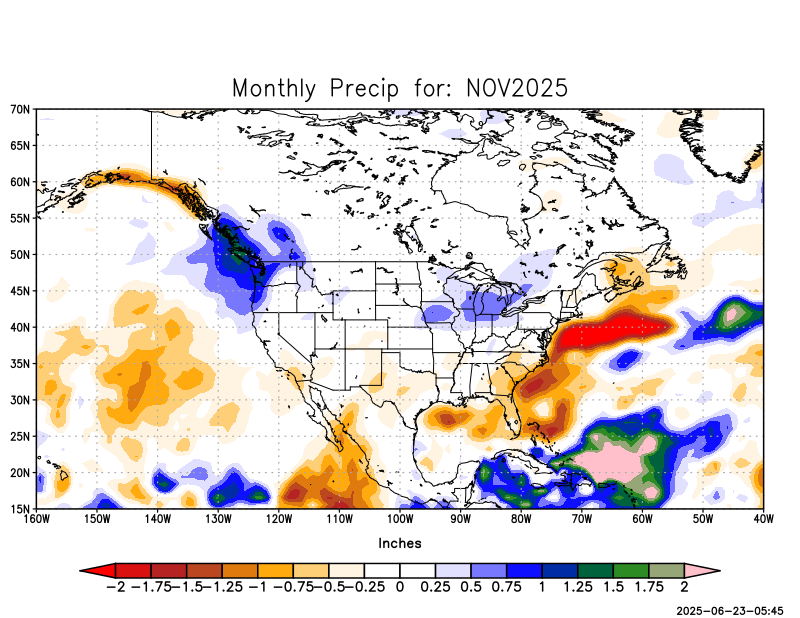 Monthly Precip for: NOV2025
70N
65N
60N
55N
50N
45N
40N
35N
30N
25N
20N
15N
160W 150W 140W 130W 120W 110W 100W 90W 80W 70W 60W 50W 40W
Inches
-2 -1.75 -1.5 -1.25 -1 -0.75 -0.5 -0.25 0 0.25 0.5 0.75 1 1.25 1.5 1.75 2
2025-06-23-05:45